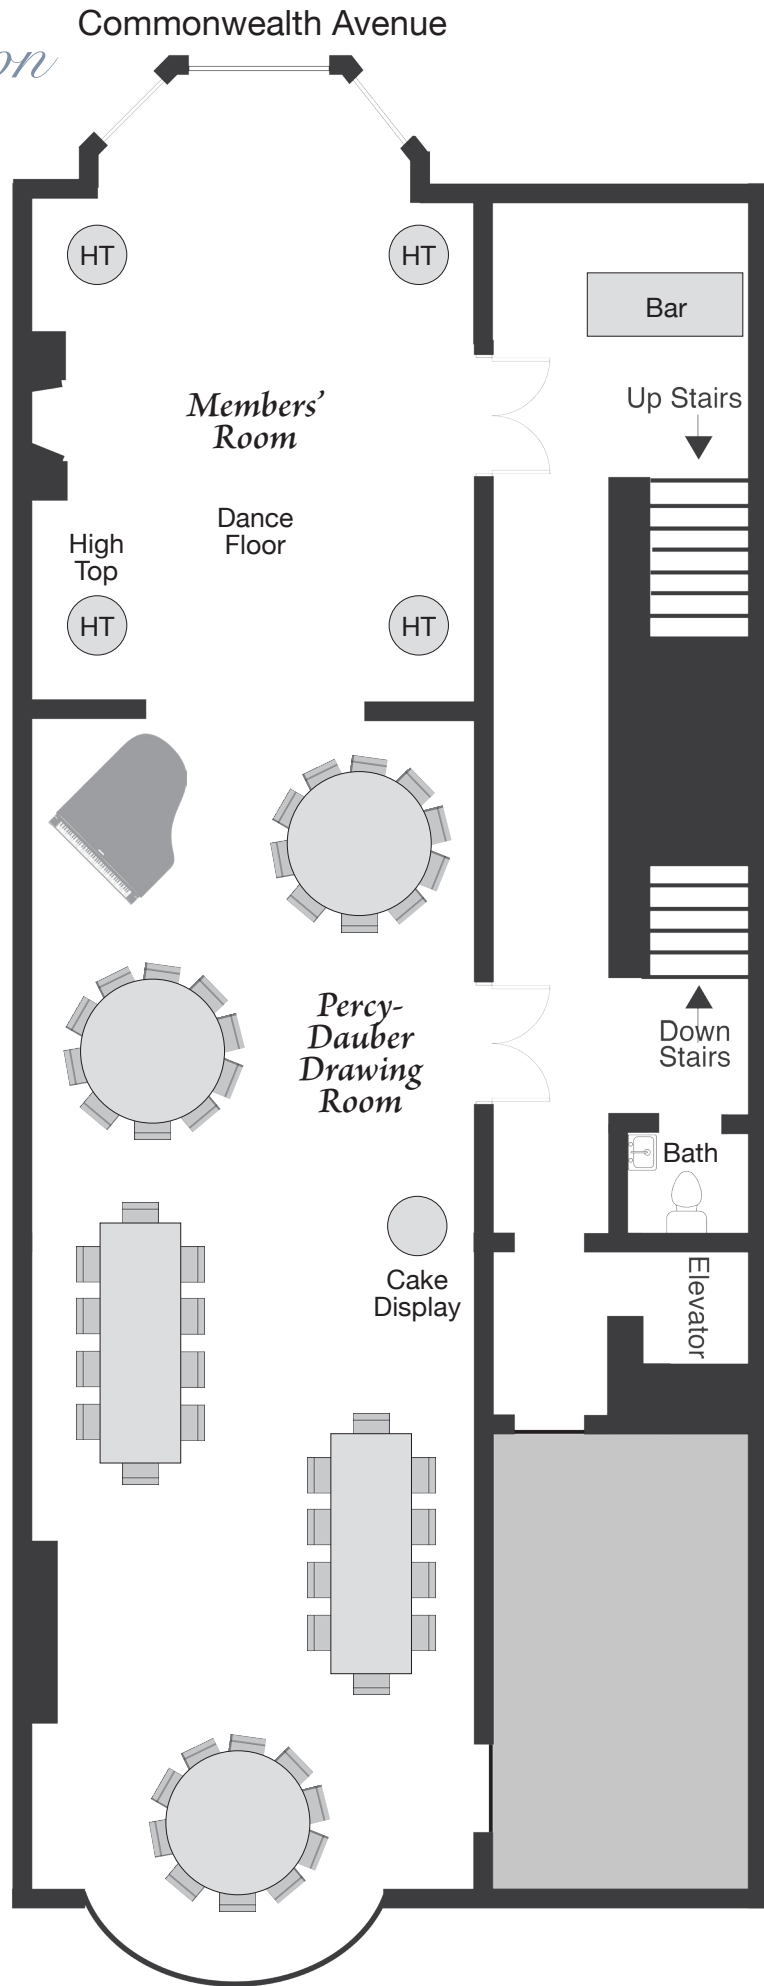 Commonwealth Avenue
on
HT
HT
Bar
Members’
Room
Up Stairs
Dance
Floor
High
Top
HT
HT
Percy-
Dauber
Drawing
Room
Down
Stairs
Bath
Cake
Display
Elevator